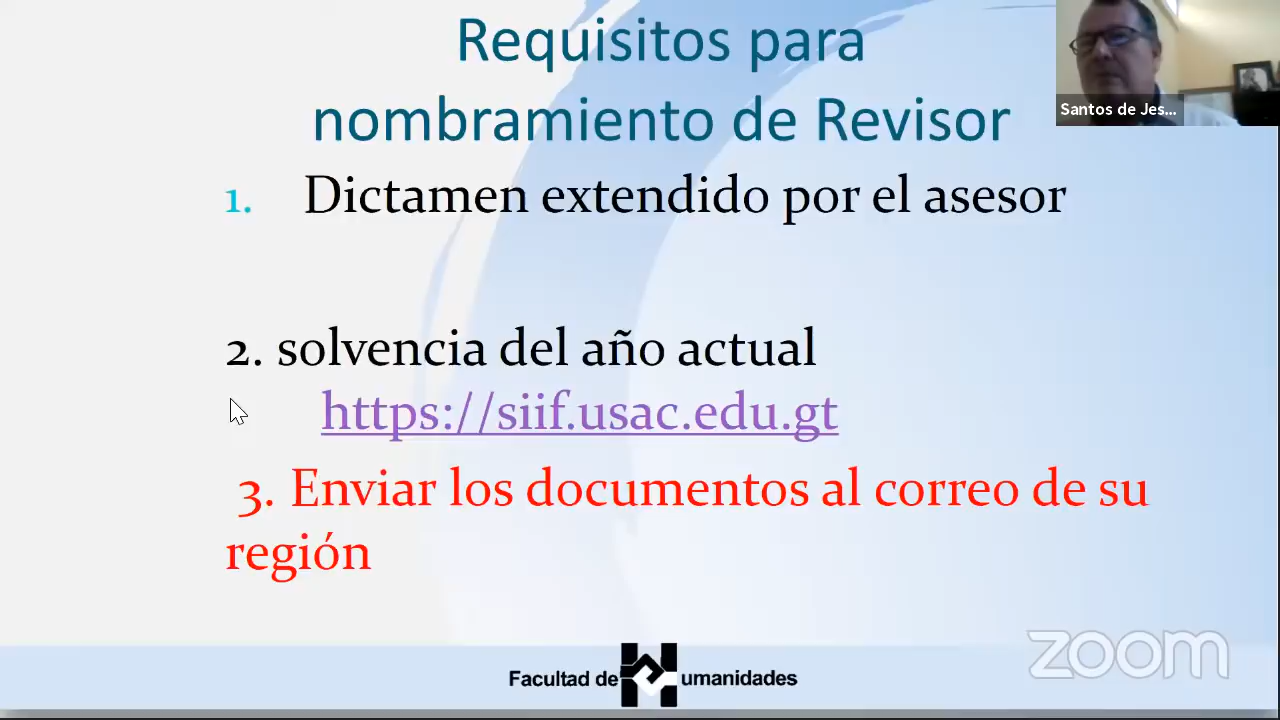 Requisitos para
nombramiento de Revisor
Santos de Jes...
1. Dictamen extendido por el asesor
2. solvencia del año actual
https://siif.usac.edu.gt
3. Enviar los documentos al correo de su
región
Facultad de Humanidades
zoom